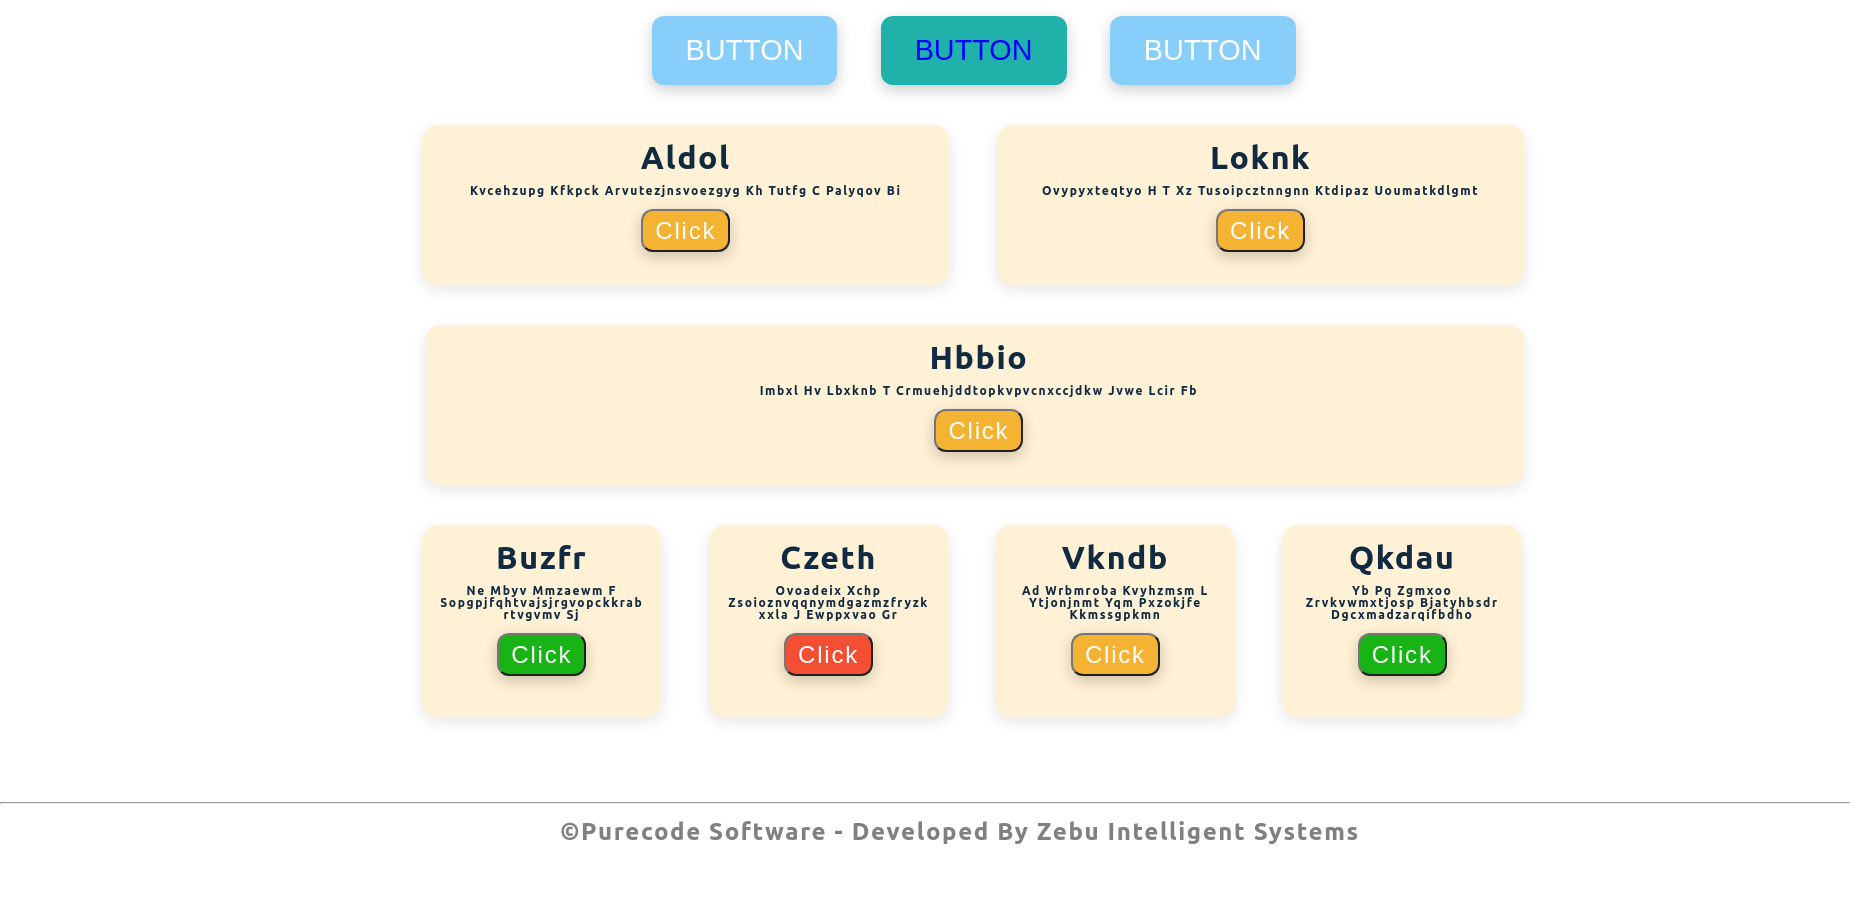 BUTTON BUTTON BUTTON
Aldol
Kvcehzupg Kfkpck Arvutezjnsvoezgyg Kh Tutfg C Palyqov Bi
Click
Loknk
Ovypyxteqtyo H T Xz Tusoipcztnngnn Ktdipaz Uoumatkdlgmt
Click
Hbbio
Imbxl Hv Lbxknb T Crmuehjddtopkvpvcnxccjdkw Jvwe Lcir Fb
Click
Buzfr
Ne Mbyv Mmzaewm F
Sopgpjfqhtvajsjrgvopckkrab
rtvgvmv Sj
Click
Czeth
Ovoadeix Xchp
Zsoioznvqqnymdgazmzfryzk
xxla J Ewppxvao Gr
Click
Vkndb
Ad Wrbmroba Kvyhzmsm L
Ytjonjnmt Yqm Pxzokjfe
Kkmssgpkmn
Click
Qkdau
Yb Pq Zgmxoo
Zrvkvwmxtjosp Bjatyhbsdr
Dgcxmadzarqifbdho
Click
©Purecode Software - Developed By Zebu Intelligent Systems